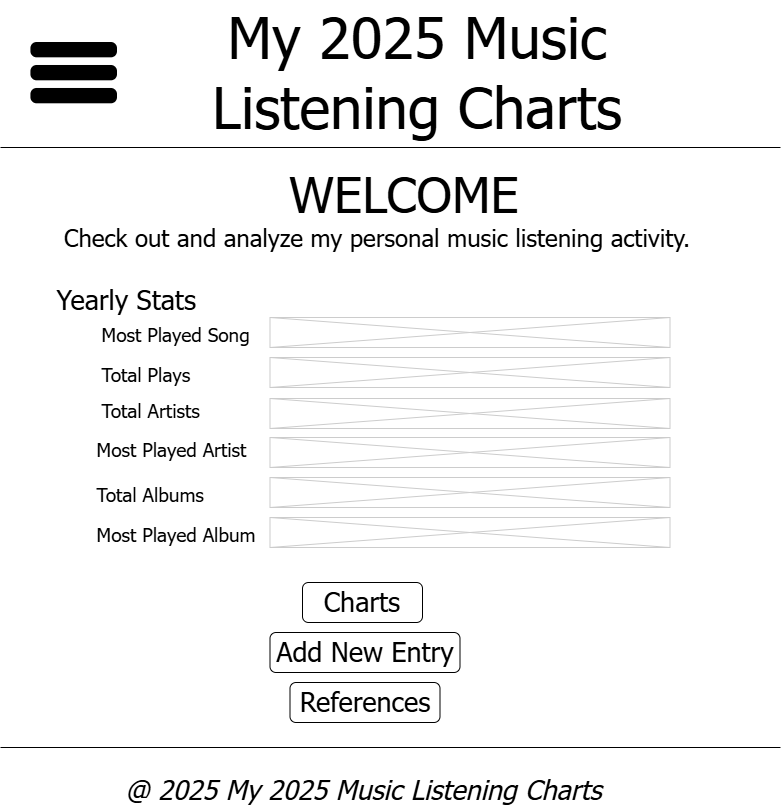 My 2025 Music
Listening Charts
WELCOME
Check out and analyze my personal music listening activity.
Yearly Stats
Most Played Song
Total Plays
Total Artists
Most Played Artist
Total Albums
Most Played Album
Charts
Add New Entry
References
@ 2025 My 2025 Music Listening Charts